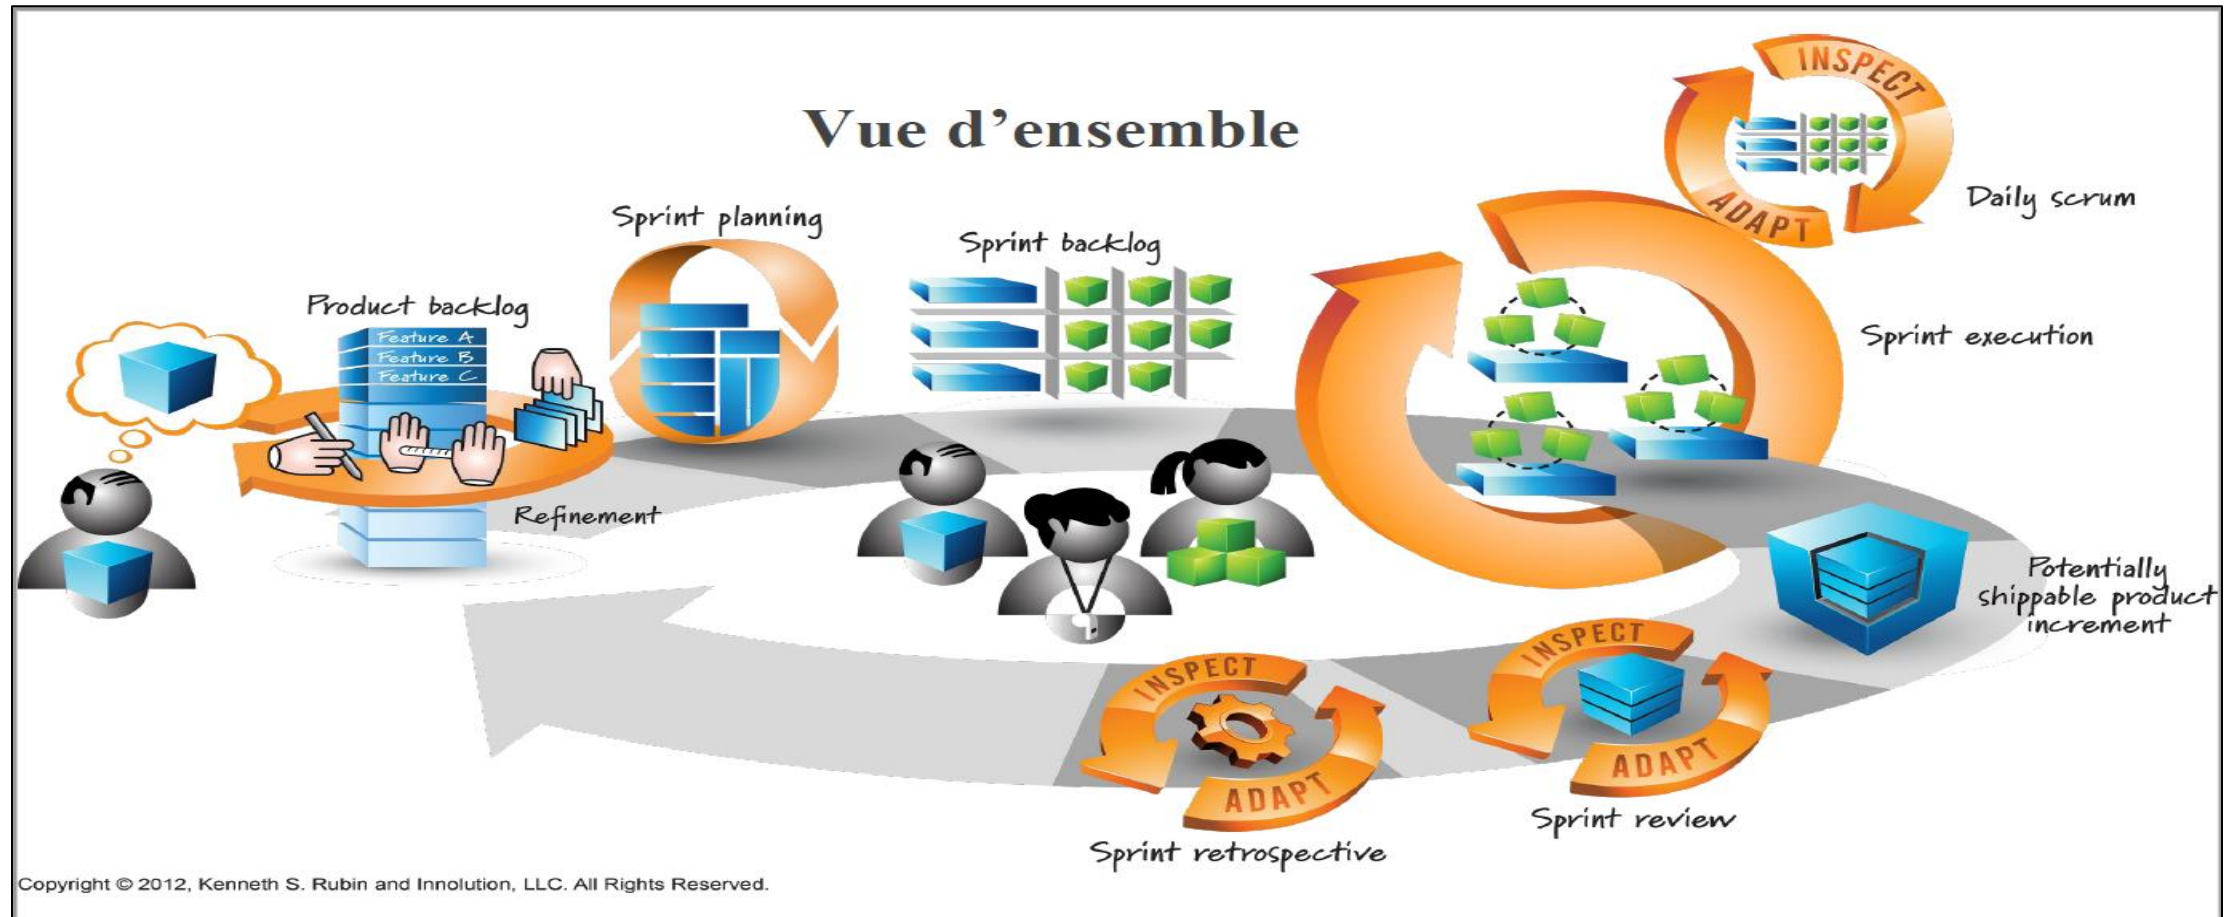 Vue d’ensemble
INSPECT
ADAPT
Daily scrum
Sprint planning
Sprint backlog
Product backlog
Feature A
Feature B
Feature C
Sprint execution
Refinement
Potentially
shippable product
increment
INSPECT
ADAPT
Sprint review
INSPECT
ADAPT
Sprint retrospective
Copyright © 2012, Kenneth S. Rubin and Innolution, LLC. All Rights Reserved.